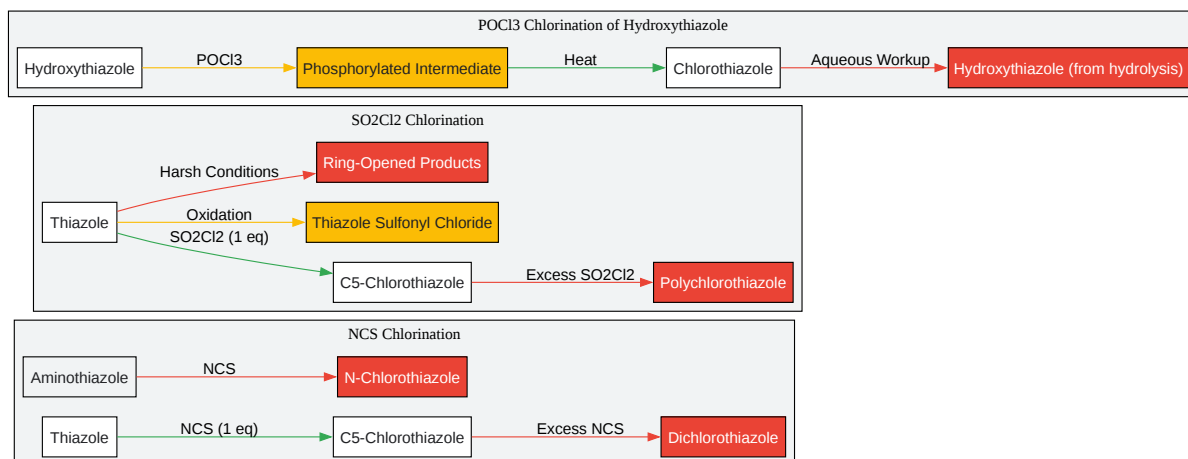 POCl3 Chlorination of Hydroxythiazole
Hydroxythiazole
POCl3
Phosphorylated Intermediate
Heat
Chlorothiazole
Aqueous Workup
Hydroxythiazole (from hydrolysis)
SO2Cl2 Chlorination
Harsh Conditions
Ring-Opened Products
Thiazole
Oxidation
Thiazole Sulfonyl Chloride
SO2Cl2 (1 eq)
C5-Chlorothiazole
Excess SO2Cl2
Polychlorothiazole
NCS Chlorination
Aminothiazole
NCS
N-Chlorothiazole
Thiazole
NCS (1 eq)
C5-Chlorothiazole
Excess NCS
Dichlorothiazole